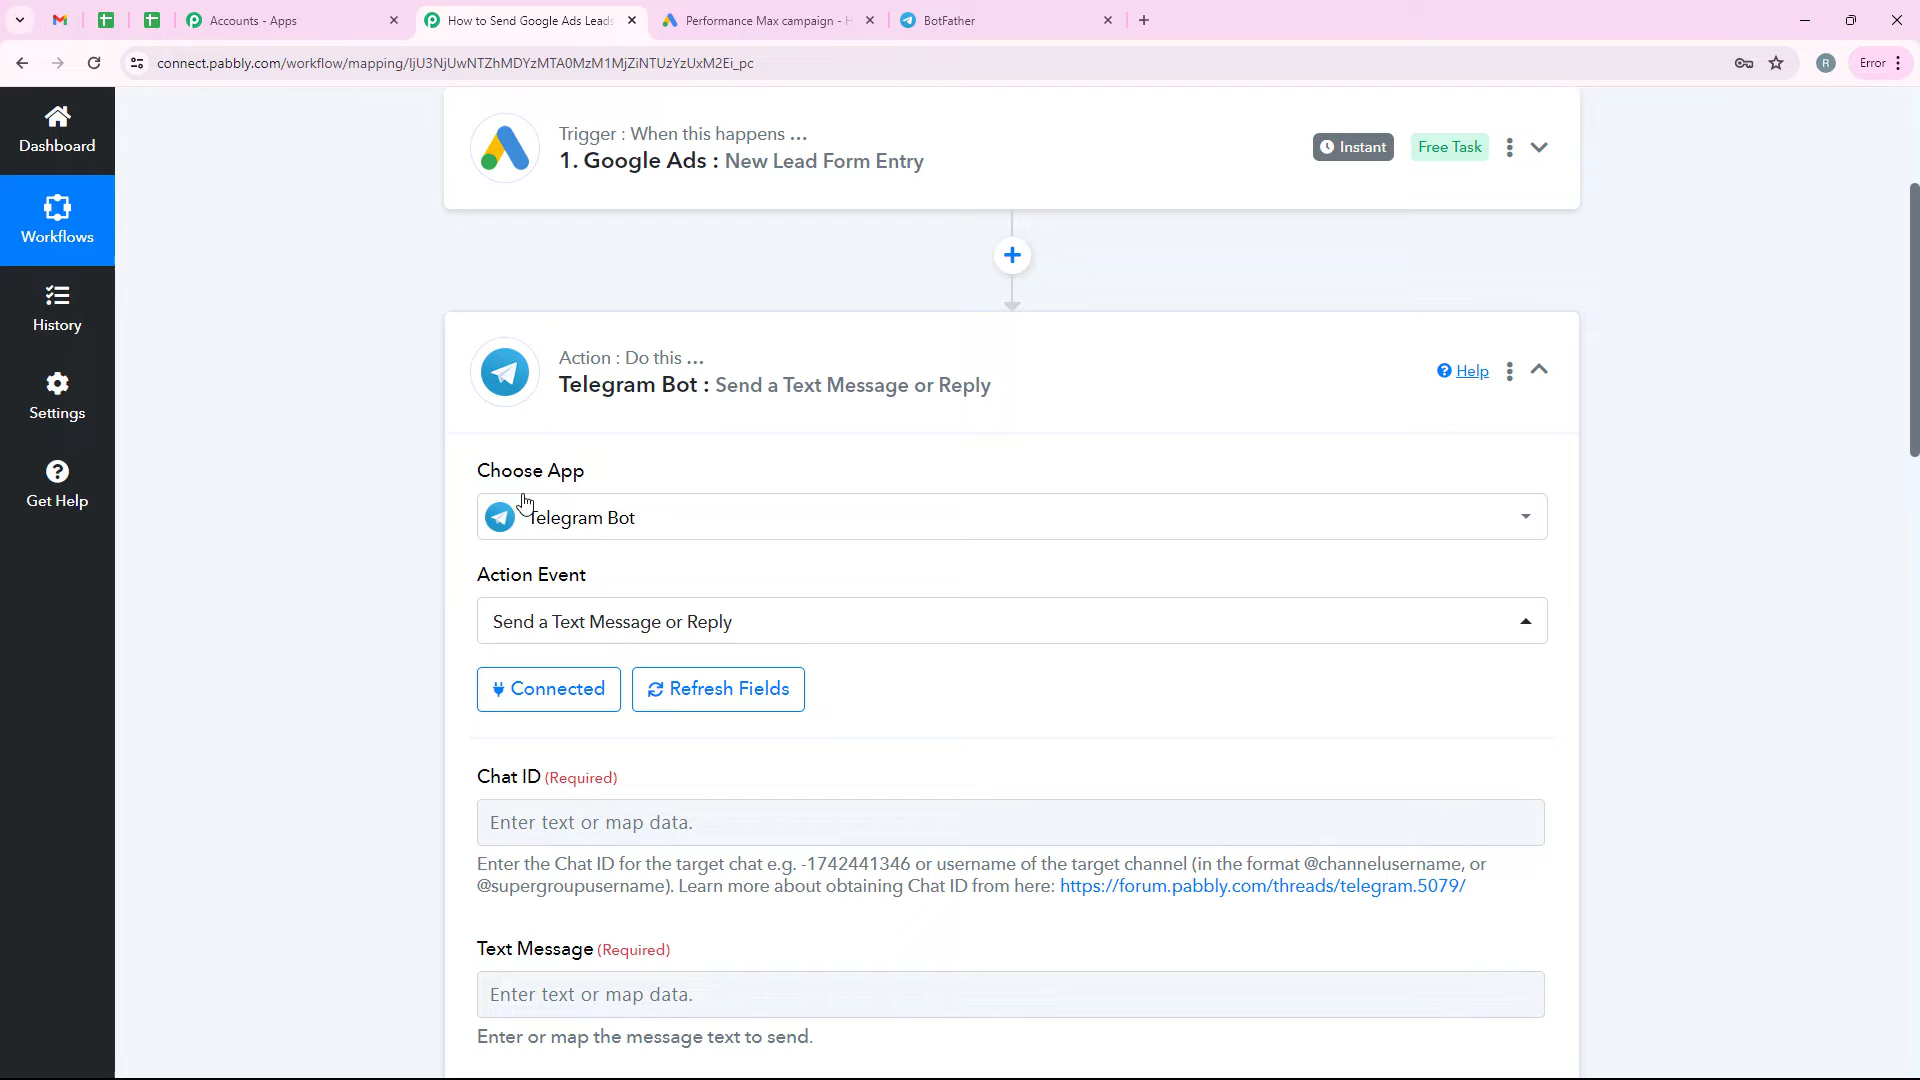 Accounts - Apps
How to Send Google Ads Leads
Performance Max campaign - H
BotFather
connect.pabbly.com/workflow/mapping/IjU3NjUwNTZhMDYzMTA0MzM1MjZiNTUzYzUxM2Ei_pc
R
Error
Dashboard
Workflows
History
Settings
Get Help
Trigger : When this happens ...
1. Google Ads : New Lead Form Entry
Instant
Free Task
Action : Do this ...
Telegram Bot : Send a Text Message or Reply
Help
Choose App
Telegram Bot
Action Event
Send a Text Message or Reply
Connected
Refresh Fields
Chat ID (Required)
Enter text or map data.
Enter the Chat ID for the target chat e.g. -1742441346 or username of the target channel (in the format @channelusername, or
@supergroupusername). Learn more about obtaining Chat ID from here: https://forum.pabbly.com/threads/telegram.5079/
Text Message (Required)
Enter text or map data.
Enter or map the message text to send.